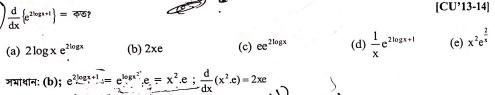 d/dx {e^(2logx+1)} = কত? [CU'13-14]
(a) 2logx e^(2logx) (b) 2xe (c) ee^(2logx) (d) 1/x e^(2logx+1) (e) x²e^(2/x)
সমাধান: (b); e^(2logx+1) = e^(logx²).e = x².e ; d/dx (x².e) = 2xe